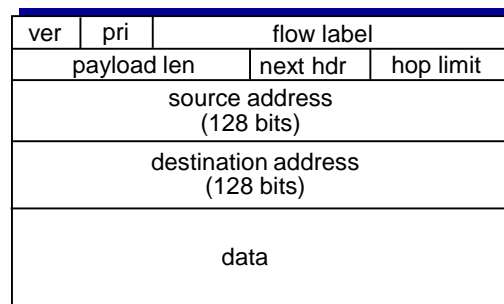 ver pri flow label
payload len next hdr hop limit
source address
(128 bits)
destination address
(128 bits)
data